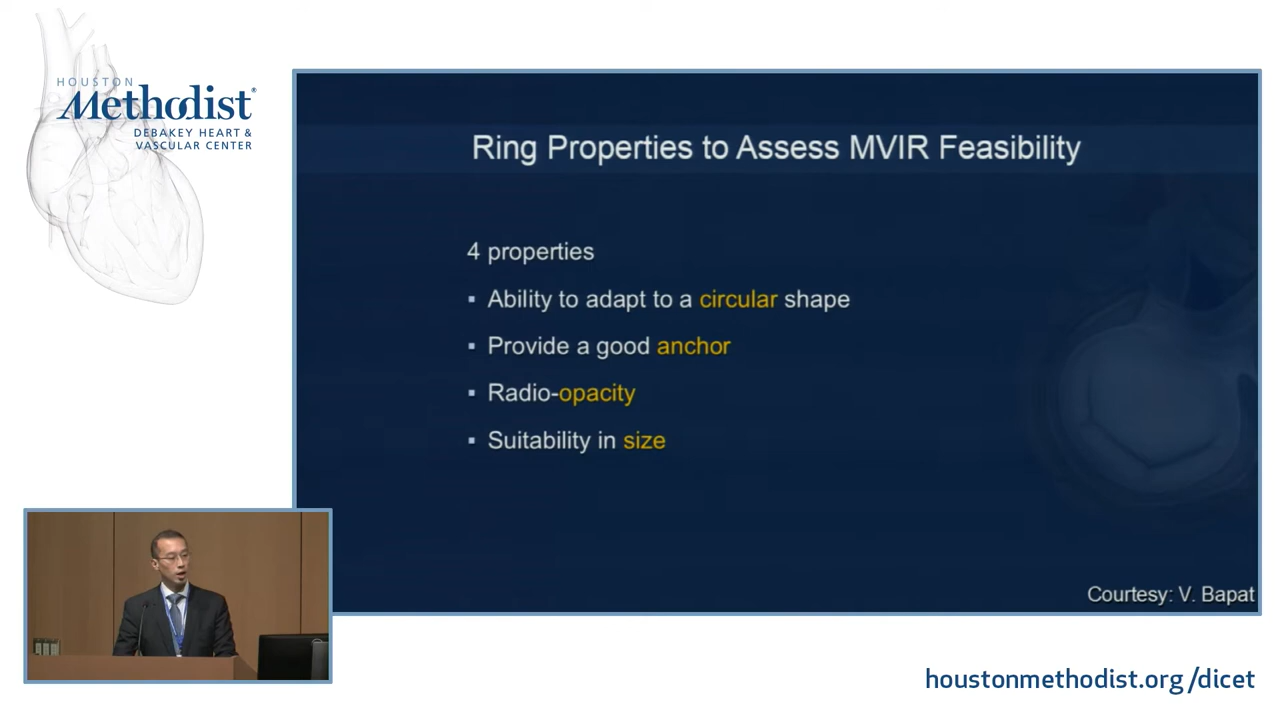 HOUSTON
Methodist®
DEBAKEY HEART &
VASCULAR CENTER
Ring Properties to Assess MVIR Feasibility
4 properties
▪ Ability to adapt to a circular shape
▪ Provide a good anchor
▪ Radio-opacity
▪ Suitability in size
Courtesy: V. Bapat
houstonmethodist.org/dicet